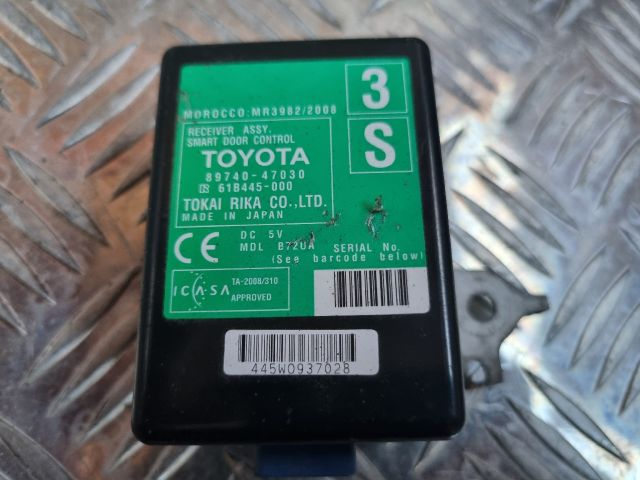 MOROCCO:MR3982/2008
3
RECEIVER ASSY.
SMART DOOR CONTROL
S
TOYOTA
89740-47030
61B445-000
TOKAI RIKA CO.,LTD.
MADE IN JAPAN
CE
DC 5V
MDL B72UA SERIAL No.
(See barcode below)
ICASA
TA-2008/310
APPROVED
445W0937028